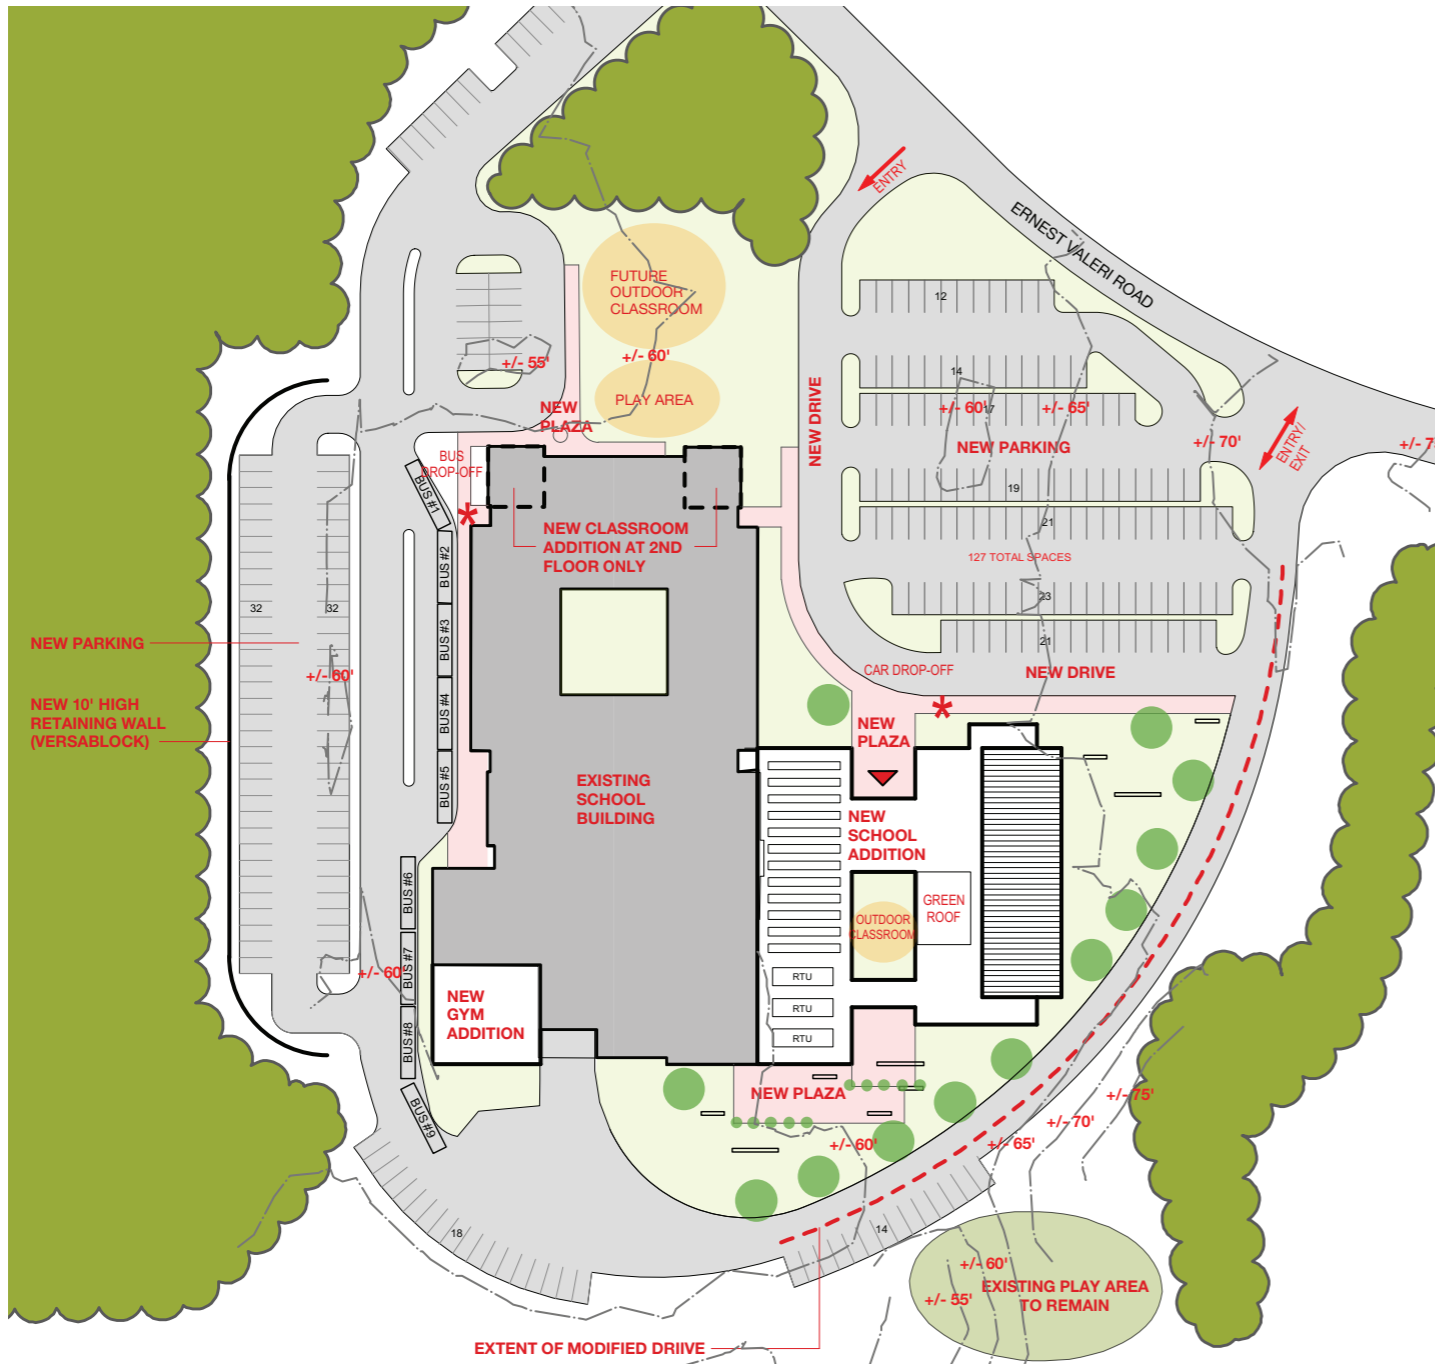 ENTRY
ERNEST VALERI ROAD
FUTURE
OUTDOOR
CLASSROOM
12
+/- 55'
+/- 60'
14
PLAY AREA
NEW
PLAZA
NEW DRIVE
+/- 60'
17
+/- 65'
NEW PARKING
+/- 70'
ENTRY/
EXIT
BUS
DROP-OFF
BUS #1
19
NEW CLASSROOM
ADDITION AT 2ND
FLOOR ONLY
21
127 TOTAL SPACES
BUS #2
23
32
32
BUS #3
21
NEW PARKING
+/- 60'
CAR DROP-OFF
NEW DRIVE
NEW 10' HIGH
RETAINING WALL
(VERSABLOCK)
BUS #4
NEW
PLAZA
BUS #5
EXISTING
SCHOOL
BUILDING
NEW
SCHOOL
ADDITION
BUS #6
GREEN
ROOF
OUTDOOR
CLASSROOM
BUS #7
+/- 60'
RTU
NEW
GYM
ADDITION
RTU
RTU
BUS #8
NEW PLAZA
BUS #9
+/- 75'
+/- 70'
+/- 65'
+/- 60'
18
14
+/- 60'
EXISTING PLAY AREA
TO REMAIN
+/- 55'
EXTENT OF MODIFIED DRIIVE